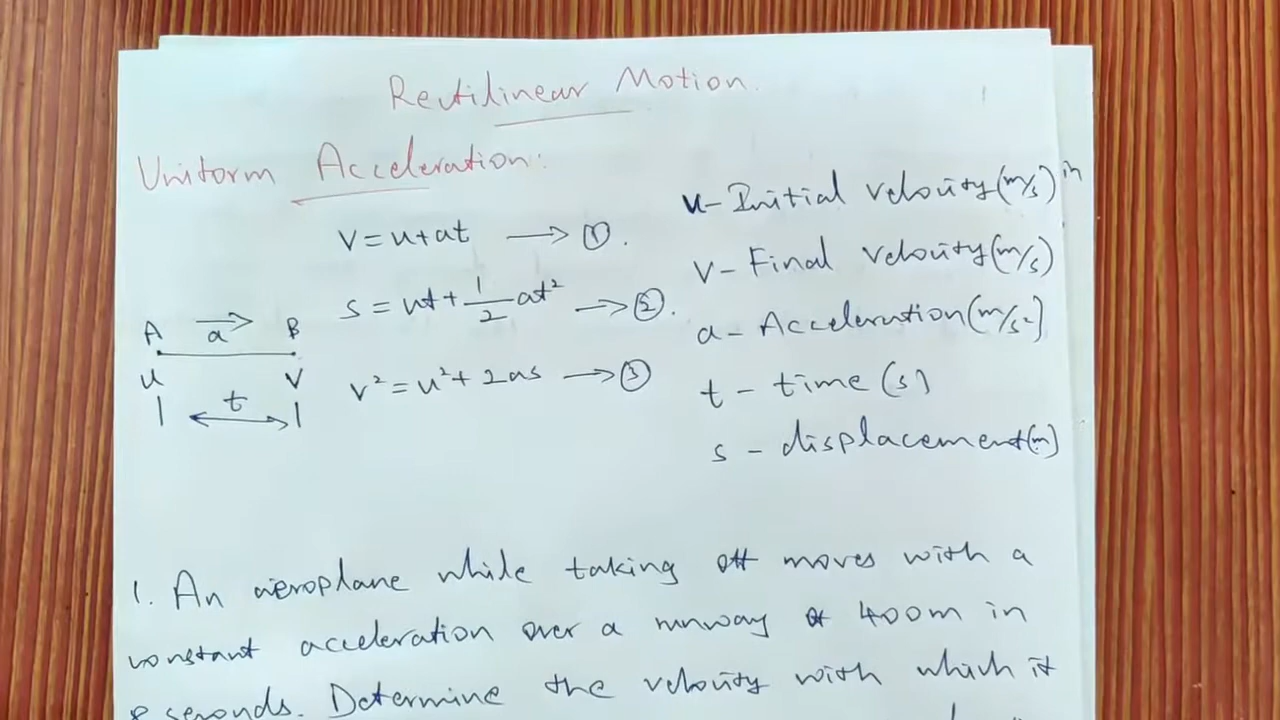 Rectilinear Motion.
Uniform Acceleration:
V = u+at → ①.
s = ut + 1/2 at² → ②.
V² = u² + 2as → ③
A a B
u V
t
u - Initial velocity (m/s) in
V - Final velocity (m/s)
a - Acceleration (m/s²)
t - time (s)
s - displacement (m)
1. An aeroplane while taking off moves with a
constant acceleration over a runway of 400m in
8 seconds. Determine the velocity with which it